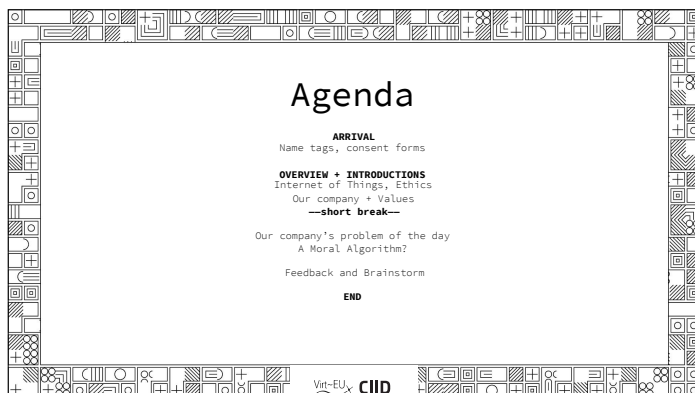 Agenda
ARRIVAL
Name tags, consent forms
OVERVIEW + INTRODUCTIONS
Internet of Things, Ethics
Our company + Values
——short break——
Our company's problem of the day
A Moral Algorithm?
Feedback and Brainstorm
END
Virt~EU x CIID